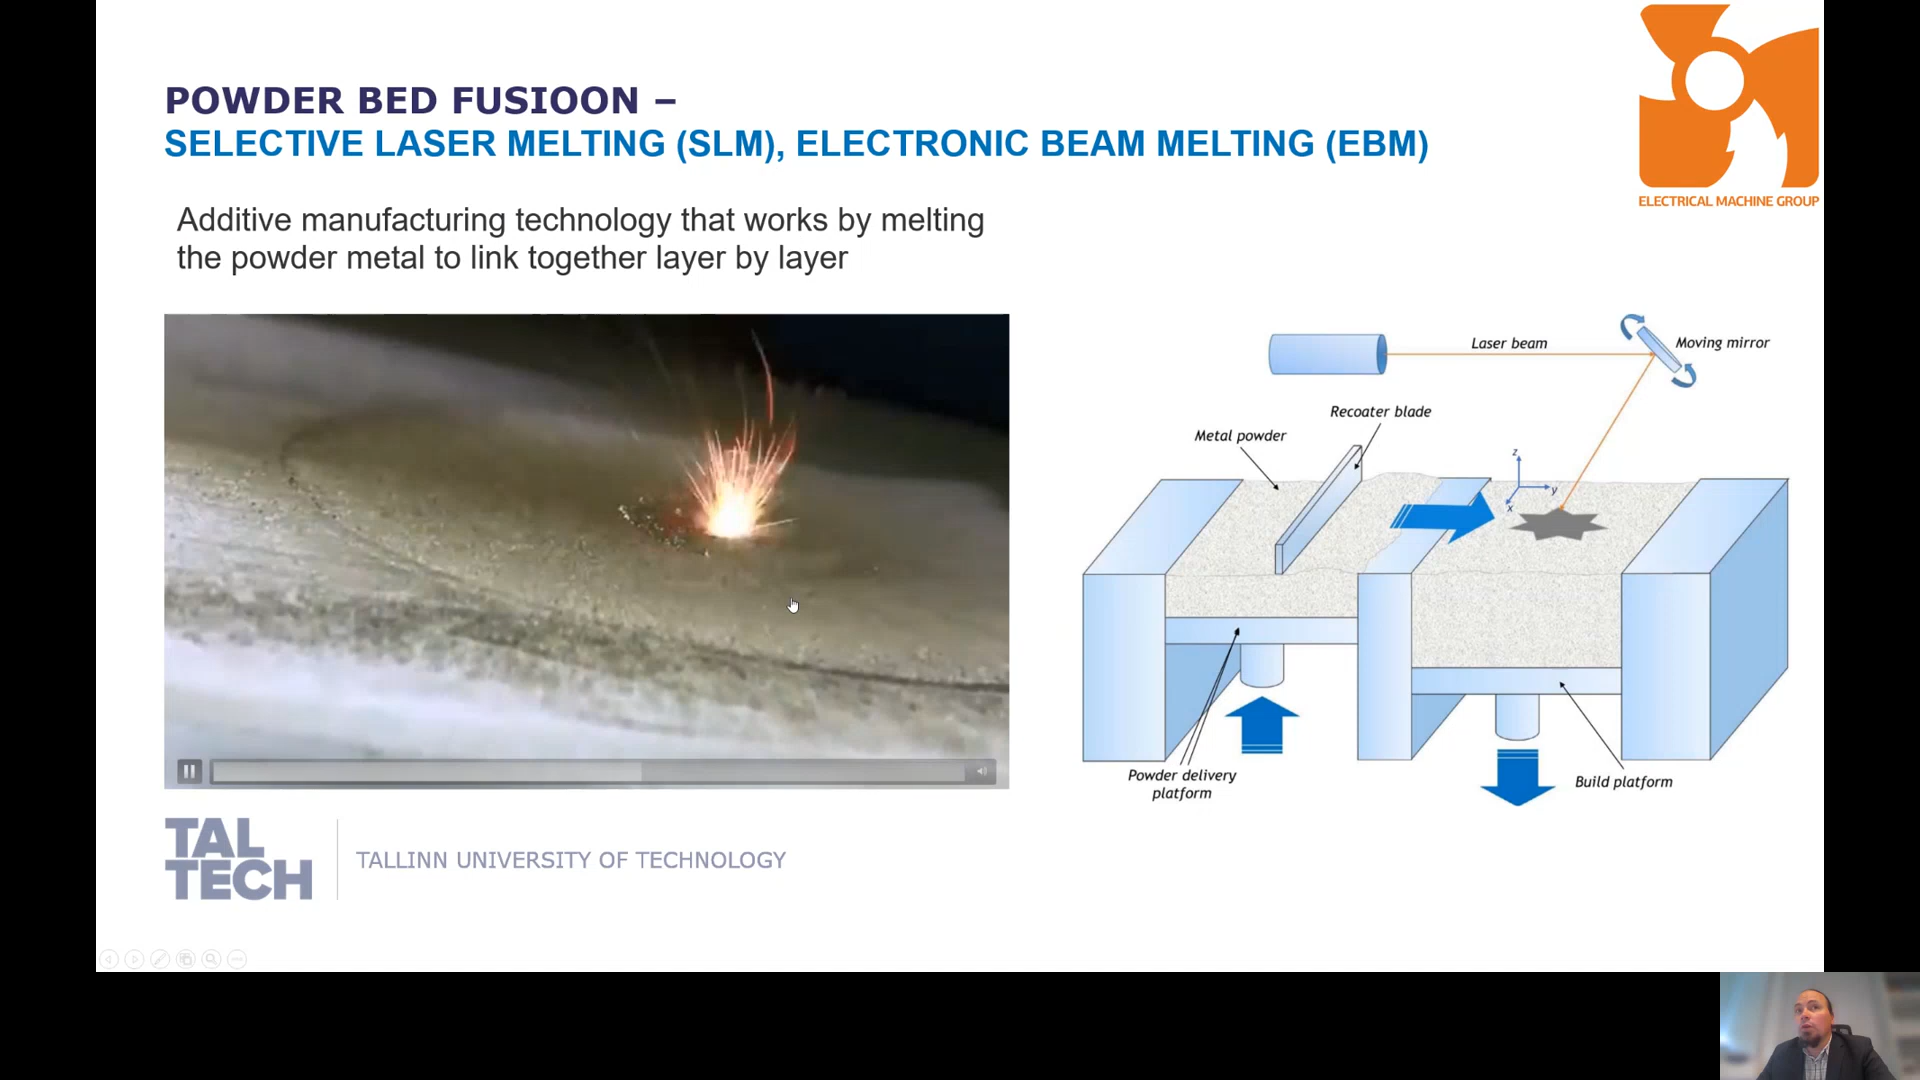 POWDER BED FUSIOON –
SELECTIVE LASER MELTING (SLM), ELECTRONIC BEAM MELTING (EBM)
ELECTRICAL MACHINE GROUP
Additive manufacturing technology that works by melting
the powder metal to link together layer by layer
Laser beam
Moving mirror
Recoater blade
Metal powder
z
y
x
Powder delivery
platform
Build platform
TAL
TECH
TALLINN UNIVERSITY OF TECHNOLOGY